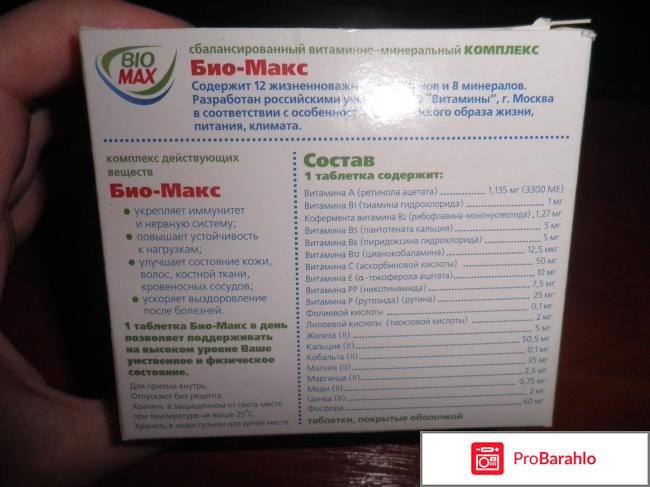 BIO
MAX
сбалансированный витаминно-минеральный КОМПЛЕКС
Био-Макс
Содержит 12 жизненноважн нов и 8 минералов.
Разработан российскими уч "Витамины", г. Москва
в соответствии с особеннос йского образа жизни,
питания, климата.
комплекс действующих
веществ
Био-Макс
укрепляет иммунитет
и нервную систему;
повышает устойчивость
к нагрузкам;
улучшает состояние кожи,
волос, костной ткани,
кровеносных сосудов;
ускоряет выздоровление
после болезней.
1 таблетка Био-Макс в день
позволяет поддерживать
на высоком уровне Ваше
умственное и физическое
состояние.
Для приема внутрь.
Отпускают без рецепта.
Хранить в защищенном от света месте
при температуре не выше 25°С.
Хранить в недоступном для детей месте
Состав
1 таблетка содержит:
Витамина А (ретинола ацетата) 1,135 мг (3300 МЕ)
Витамина В1 (тиамина гидрохлорида) 1 мг
Кофермента витамина В2 (рибофлавина-мононуклеотида) 1,27 мг
Витамина В5 (пантотената кальция) 5 мг
Витамина В6 (пиридоксина гидрохлорида) 5 мг
Витамина В12 (цианокобаламина) 12,5 мкг
Витамина С (аскорбиновой кислоты) 50 мг
Витамина Е (α-токоферола ацетата) 10 мг
Витамина РР (никотинамида) 7,5 мг
Витамина Р (рутозида) (рутина) 25 мг
Фолиевой кислоты 0,1 мг
Липоевой кислоты (тиоктовой кислоты) 2 мг
Железа (II) 5 мг
Кальция (II) 50,5 мг
Кобальта (II) 0,1 мг
Магния (II) 35 мг
Марганца (II) 2,5 мг
Меди (II) 0,75 мг
Цинка (II) 2 мг
Фосфора 60 мг
таблетки, покрытые оболочкой
ProBarahlo